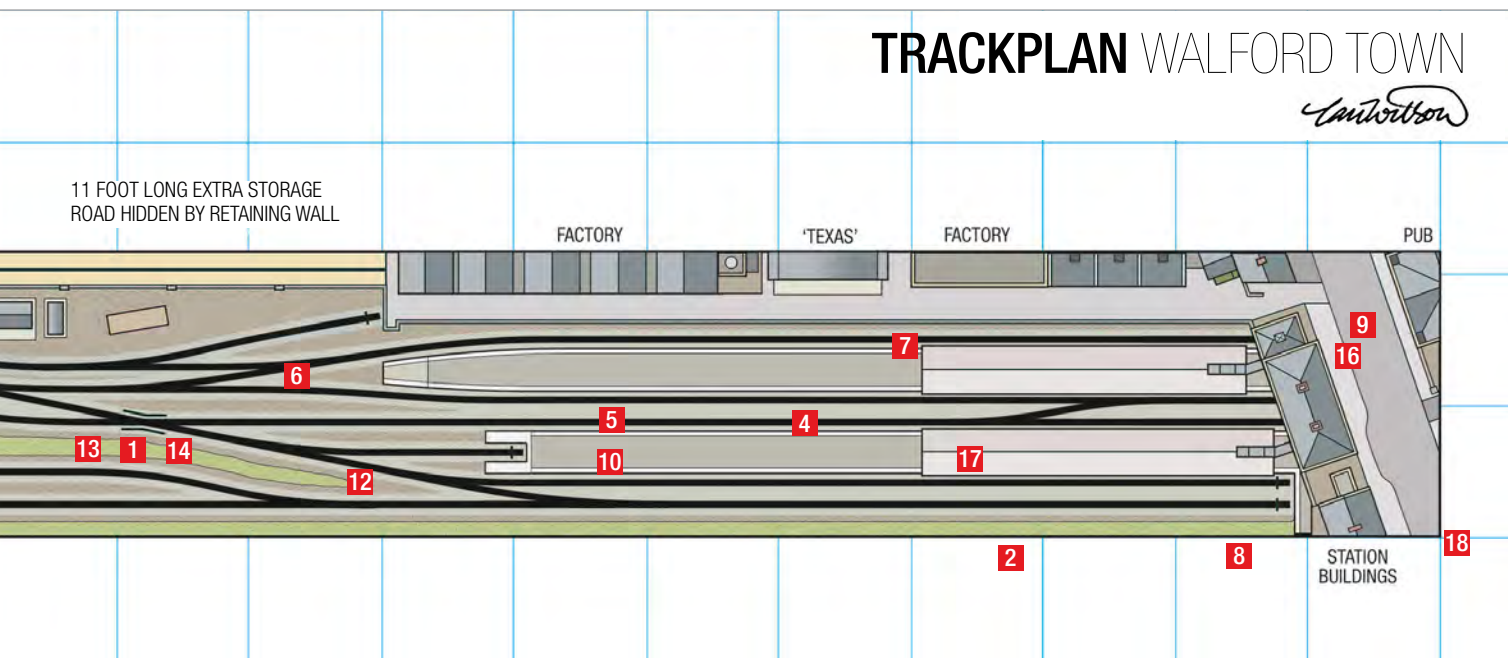 TRACKPLAN WALFORD TOWN
11 FOOT LONG EXTRA STORAGE
ROAD HIDDEN BY RETAINING WALL
FACTORY
'TEXAS'
FACTORY
PUB
9
7
16
6
5
4
13
1
14
10
17
12
2
8
18
STATION
BUILDINGS